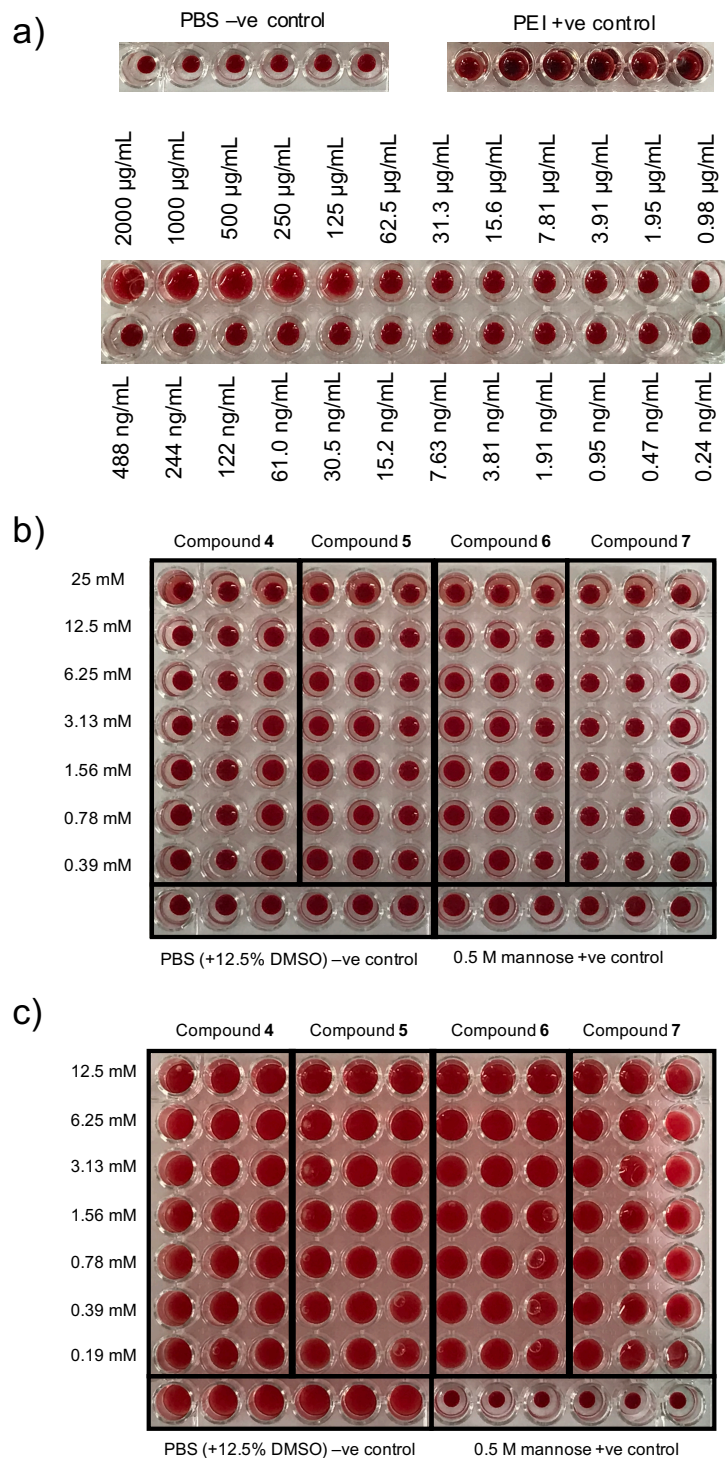 a)
PBS –ve control
PEI +ve control
2000 µg/mL
1000 µg/mL
500 µg/mL
250 µg/mL
125 µg/mL
62.5 µg/mL
31.3 µg/mL
15.6 µg/mL
7.81 µg/mL
3.91 µg/mL
1.95 µg/mL
0.98 µg/mL
488 ng/mL
244 ng/mL
122 ng/mL
61.0 ng/mL
30.5 ng/mL
15.2 ng/mL
7.63 ng/mL
3.81 ng/mL
1.91 ng/mL
0.95 ng/mL
0.47 ng/mL
0.24 ng/mL
b)
Compound 4
Compound 5
Compound 6
Compound 7
25 mM
12.5 mM
6.25 mM
3.13 mM
1.56 mM
0.78 mM
0.39 mM
PBS (+12.5% DMSO) –ve control
0.5 M mannose +ve control
c)
Compound 4
Compound 5
Compound 6
Compound 7
12.5 mM
6.25 mM
3.13 mM
1.56 mM
0.78 mM
0.39 mM
0.19 mM
PBS (+12.5% DMSO) –ve control
0.5 M mannose +ve control